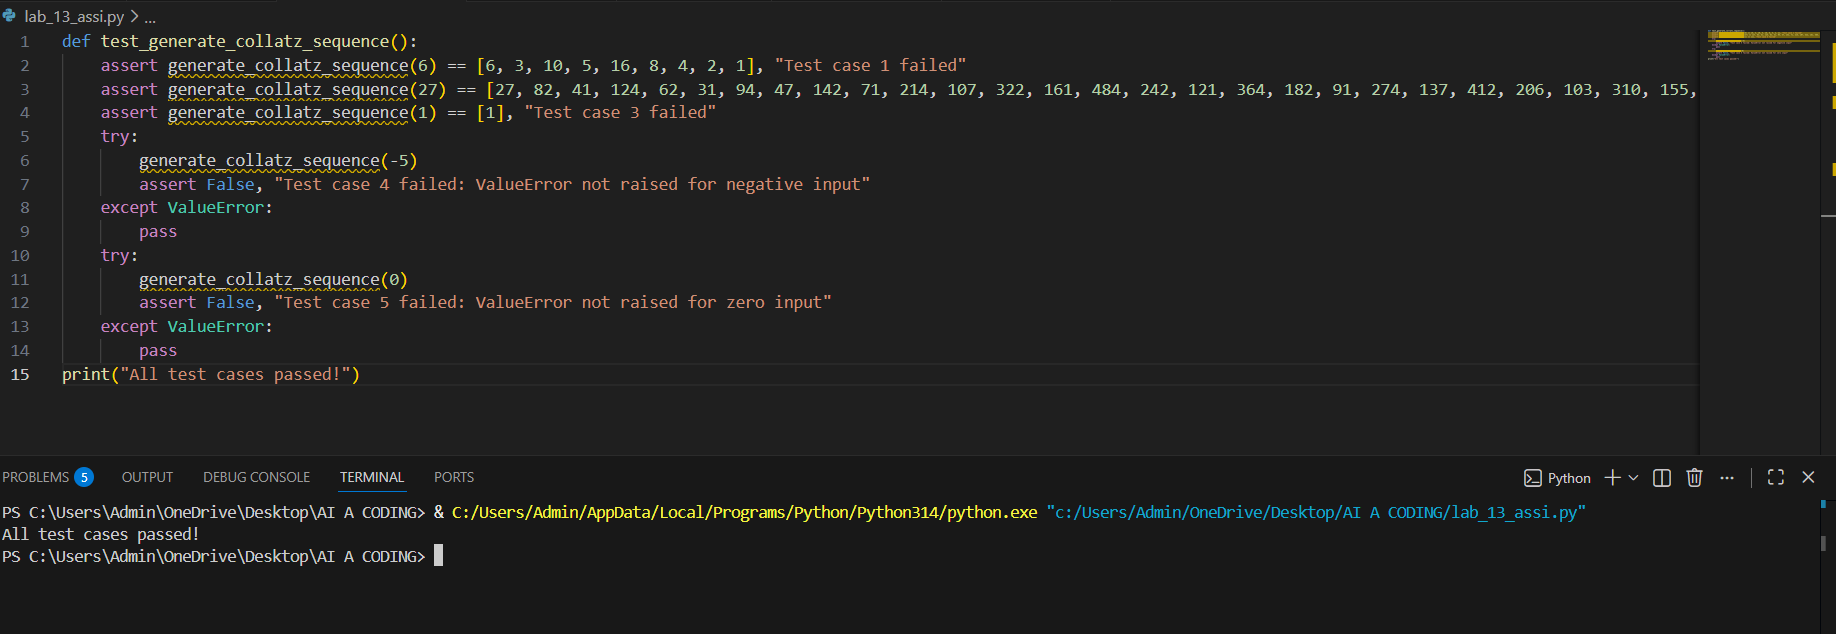 lab_13_assi.py > ...
1 def test_generate_collatz_sequence():
2     assert generate_collatz_sequence(6) == [6, 3, 10, 5, 16, 8, 4, 2, 1], "Test case 1 failed"
3     assert generate_collatz_sequence(27) == [27, 82, 41, 124, 62, 31, 94, 47, 142, 71, 214, 107, 322, 161, 484, 242, 121, 364, 182, 91, 274, 137, 412, 206, 103, 310, 155,
4     assert generate_collatz_sequence(1) == [1], "Test case 3 failed"
5     try:
6         generate_collatz_sequence(-5)
7         assert False, "Test case 4 failed: ValueError not raised for negative input"
8     except ValueError:
9         pass
10     try:
11         generate_collatz_sequence(0)
12         assert False, "Test case 5 failed: ValueError not raised for zero input"
13     except ValueError:
14         pass
15 print("All test cases passed!")
PROBLEMS 5 OUTPUT DEBUG CONSOLE TERMINAL PORTS Python
PS C:\Users\Admin\OneDrive\Desktop\AI A CODING> & C:/Users/Admin/AppData/Local/Programs/Python/Python314/python.exe "c:/Users/Admin/OneDrive/Desktop/AI A CODING/lab_13_assi.py"
All test cases passed!
PS C:\Users\Admin\OneDrive\Desktop\AI A CODING>